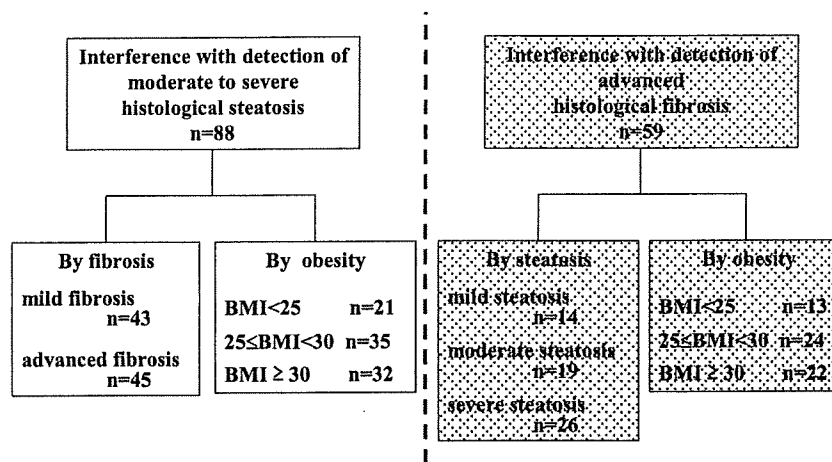 Interference with detection of
moderate to severe
histological steatosis
n=88
By fibrosis
mild fibrosis
n=43
advanced fibrosis
n=45
By obesity
BMI<25 n=21
25≤BMI<30 n=35
BMI ≥ 30 n=32
Interference with detection of
advanced
histological fibrosis
n=59
By steatosis
mild steatosis
n=14
moderate steatosis
n=19
severe steatosis
n=26
By obesity
BMI<25 n=13
25≤BMI<30 n=24
BMI ≥ 30 n=22